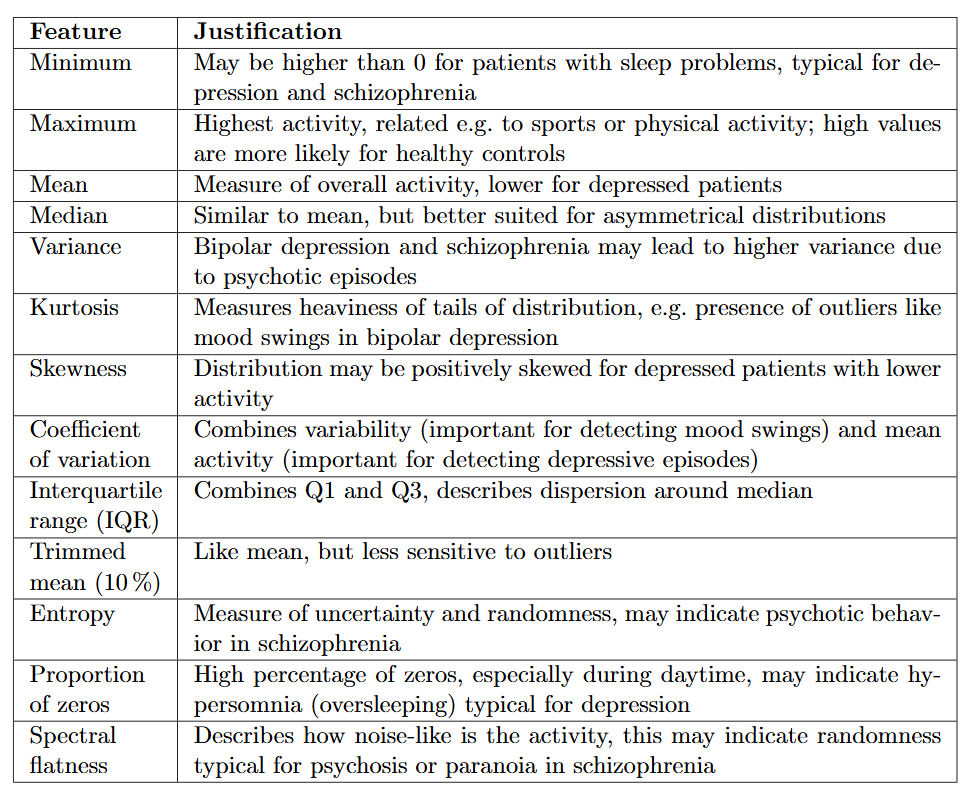 Feature Justification
Minimum May be higher than 0 for patients with sleep problems, typical for de-
pression and schizophrenia
Maximum Highest activity, related e.g. to sports or physical activity; high values
are more likely for healthy controls
Mean Measure of overall activity, lower for depressed patients
Median Similar to mean, but better suited for asymmetrical distributions
Variance Bipolar depression and schizophrenia may lead to higher variance due
to psychotic episodes
Kurtosis Measures heaviness of tails of distribution, e.g. presence of outliers like
mood swings in bipolar depression
Skewness Distribution may be positively skewed for depressed patients with lower
activity
Coefficient Combines variability (important for detecting mood swings) and mean
of variation activity (important for detecting depressive episodes)
Interquartile Combines Q1 and Q3, describes dispersion around median
range (IQR)
Trimmed Like mean, but less sensitive to outliers
mean (10 %)
Entropy Measure of uncertainty and randomness, may indicate psychotic behav-
ior in schizophrenia
Proportion High percentage of zeros, especially during daytime, may indicate hy-
of zeros persomnia (oversleeping) typical for depression
Spectral Describes how noise-like is the activity, this may indicate randomness
flatness typical for psychosis or paranoia in schizophrenia